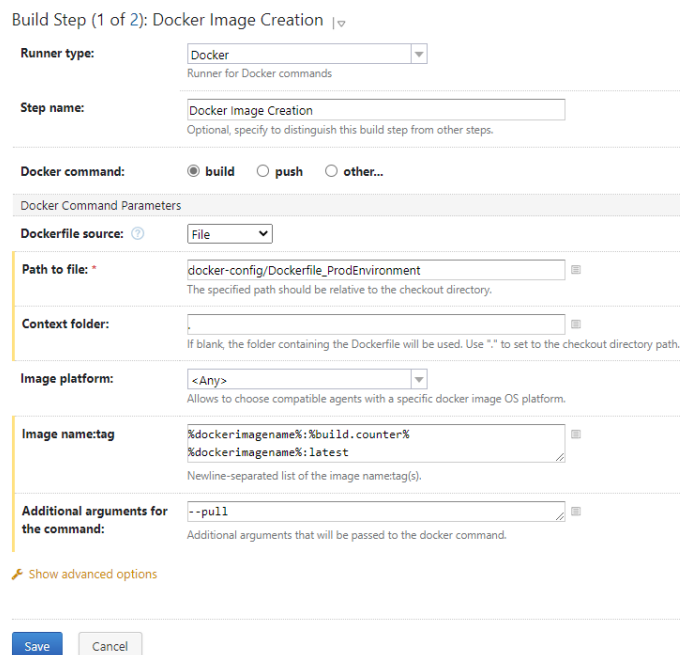 Build Step (1 of 2): Docker Image Creation
Runner type:
Docker
Runner for Docker commands
Step name:
Docker Image Creation
Optional, specify to distinguish this build step from other steps.
Docker command:
build push other...
Docker Command Parameters
Dockerfile source: ?
File
Path to file: *
docker-config/Dockerfile_ProdEnvironment
The specified path should be relative to the checkout directory.
Context folder:
.
If blank, the folder containing the Dockerfile will be used. Use "." to set to the checkout directory path.
Image platform:
<Any>
Allows to choose compatible agents with a specific docker image OS platform.
Image name:tag
%dockerimagename%:%build.counter%
%dockerimagename%:latest
Newline-separated list of the image name:tag(s).
Additional arguments for
the command:
--pull
Additional arguments that will be passed to the docker command.
Show advanced options
Save Cancel